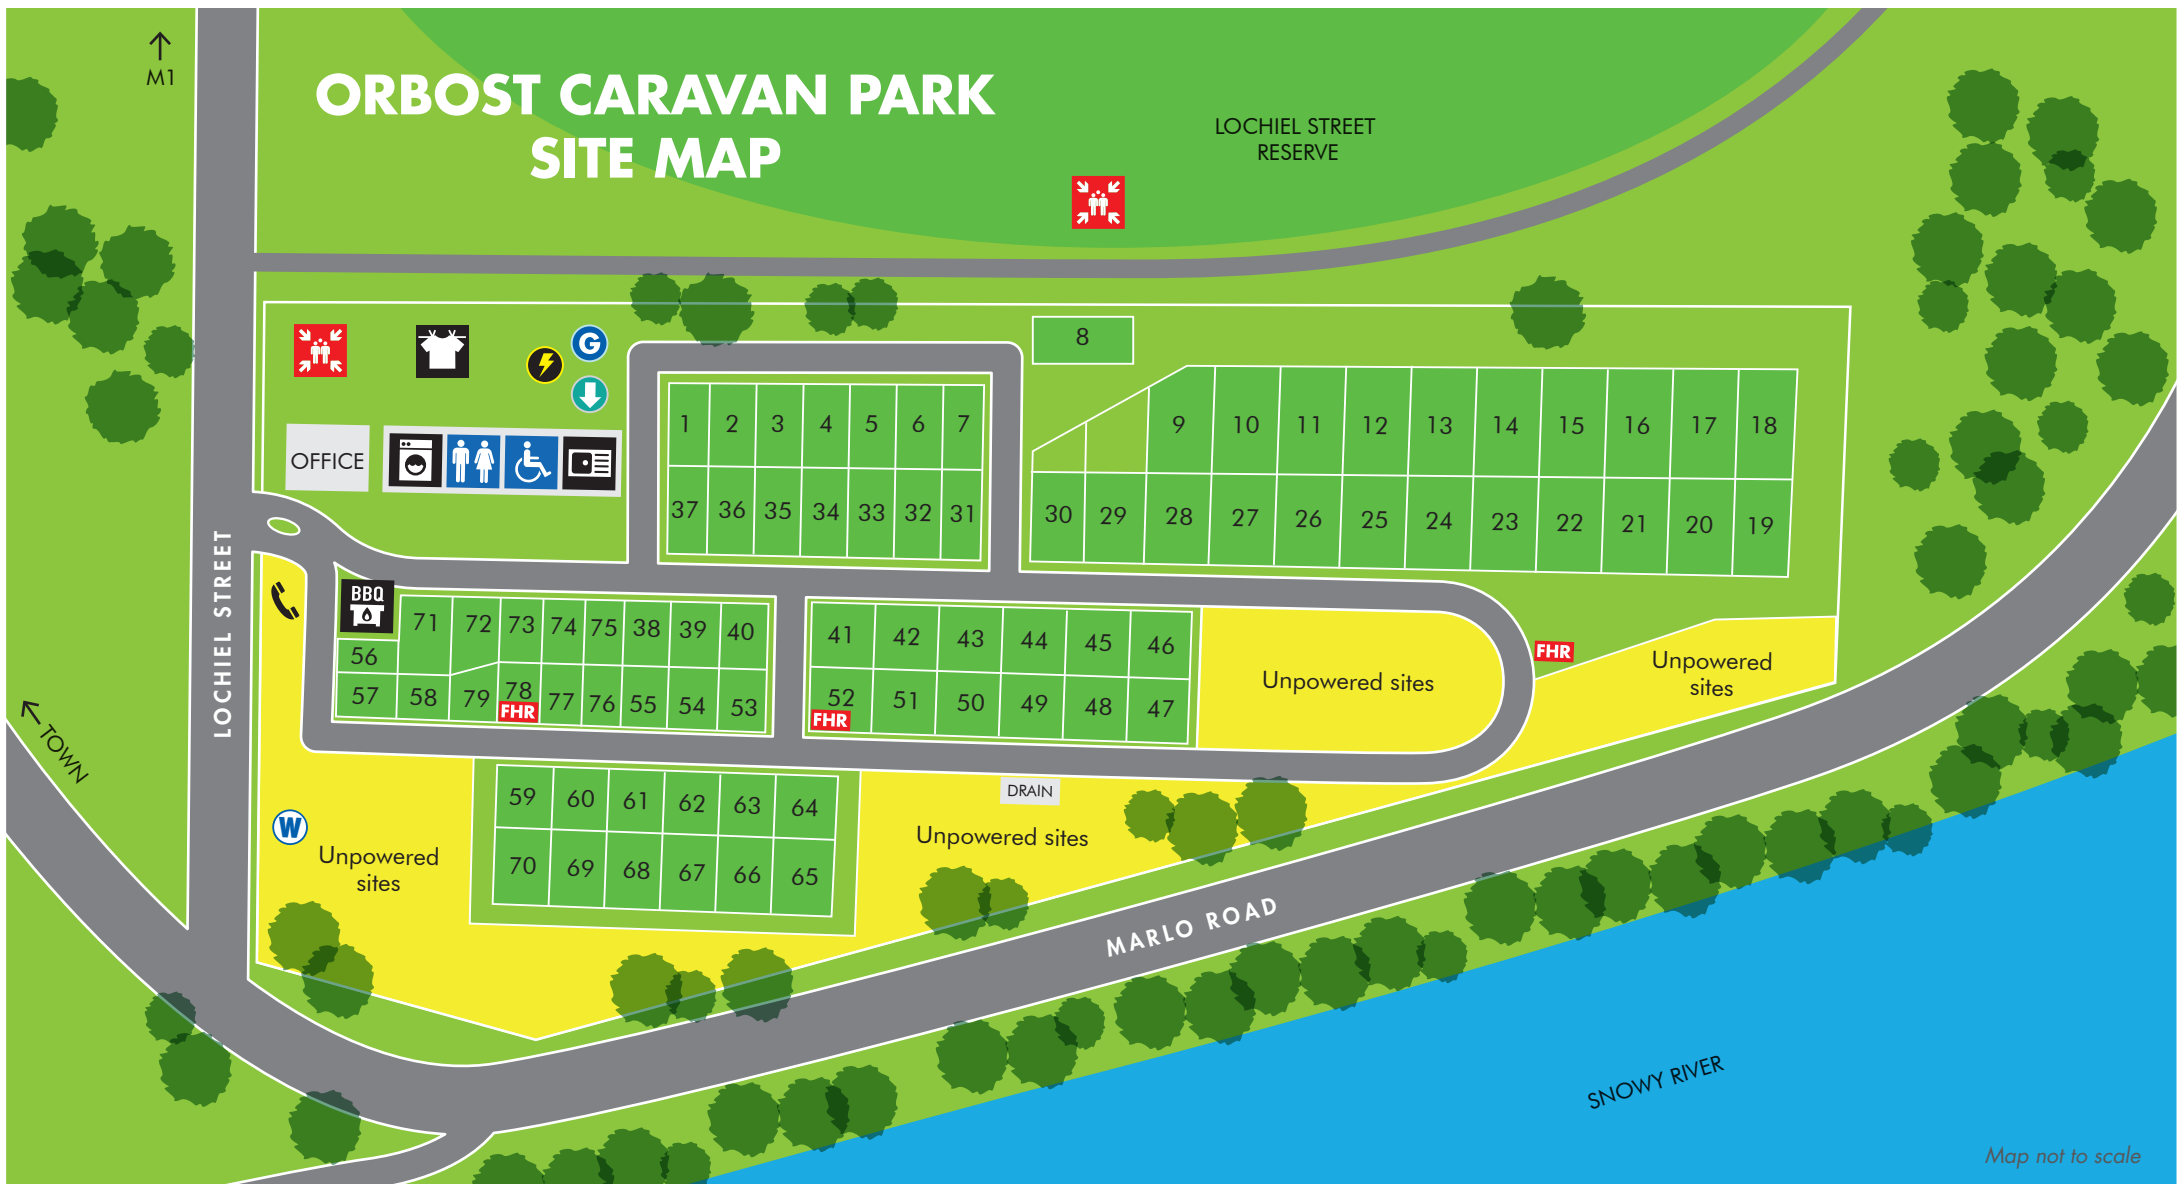 M1
ORBOST CARAVAN PARK
SITE MAP
LOCHIEL STREET
RESERVE
G
OFFICE
8
1 2 3 4 5 6 7
37 36 35 34 33 32 31
9 10 11 12 13 14 15 16 17 18
30 29 28 27 26 25 24 23 22 21 20 19
LOCHIEL STREET
BBQ
71 72 73 74 75 38 39 40
56
57 58 79 78 77 76 55 54 53
FHR
41 42 43 44 45 46
52 51 50 49 48 47
FHR
Unpowered sites
FHR
Unpowered
sites
TOWN
59 60 61 62 63 64
70 69 68 67 66 65
W
Unpowered
sites
DRAIN
Unpowered sites
MARLO ROAD
SNOWY RIVER
Map not to scale